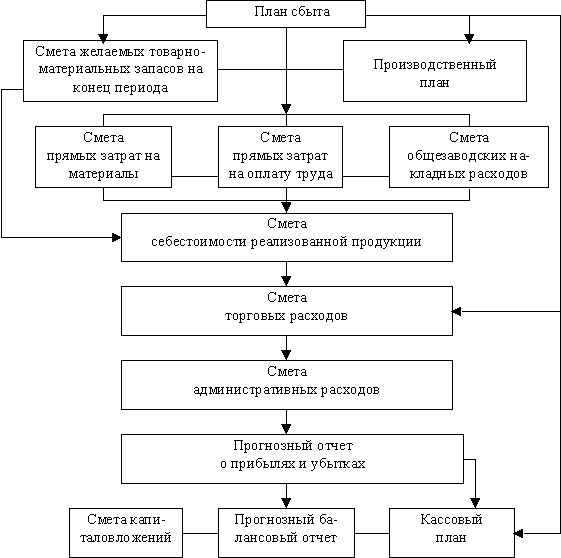 План сбыта
Смета желаемых товарно-
материальных запасов на
конец периода
Производственный
план
Смета
прямых затрат на
материалы
Смета
прямых затрат
на оплату труда
Смета
общезаводских на-
кладных расходов
Смета
себестоимости реализованной продукции
Смета
торговых расходов
Смета
административных расходов
Прогнозный отчет
о прибылях и убытках
Смета капи-
таловложений
Прогнозный ба-
лансовый отчет
Кассовый
план